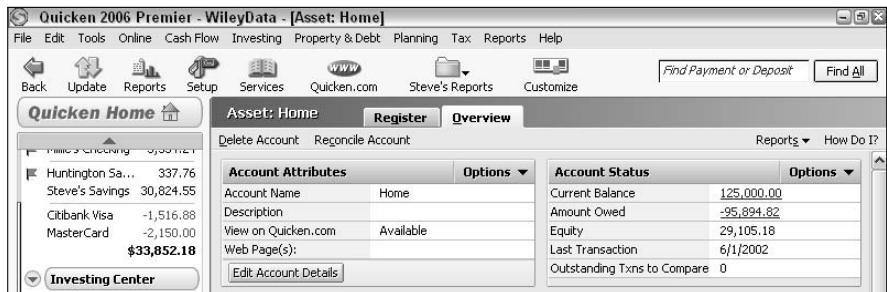 Quicken 2006 Premier - WileyData - [Asset: Home]
File Edit Tools Online Cash Flow Investing Property & Debt Planning Tax Reports Help
www
Back Update Reports Setup Services Quicken.com Steve's Reports Customize Find Payment or Deposit Find All
Quicken Home
Asset: Home Register Overview
Delete Account Reconcile Account Reports How Do I?
Huntington Sa... 337.76
Steve's Savings 30,824.55
Citibank Visa -1,516.88
MasterCard -2,150.00
$33,852.18
Investing Center
Account Attributes Options
Account Name Home
Description
View on Quicken.com Available
Web Page(s):
Edit Account Details
Account Status Options
Current Balance 125,000.00
Amount Owed -95,894.82
Equity 29,105.18
Last Transaction 6/1/2002
Outstanding Txns to Compare 0